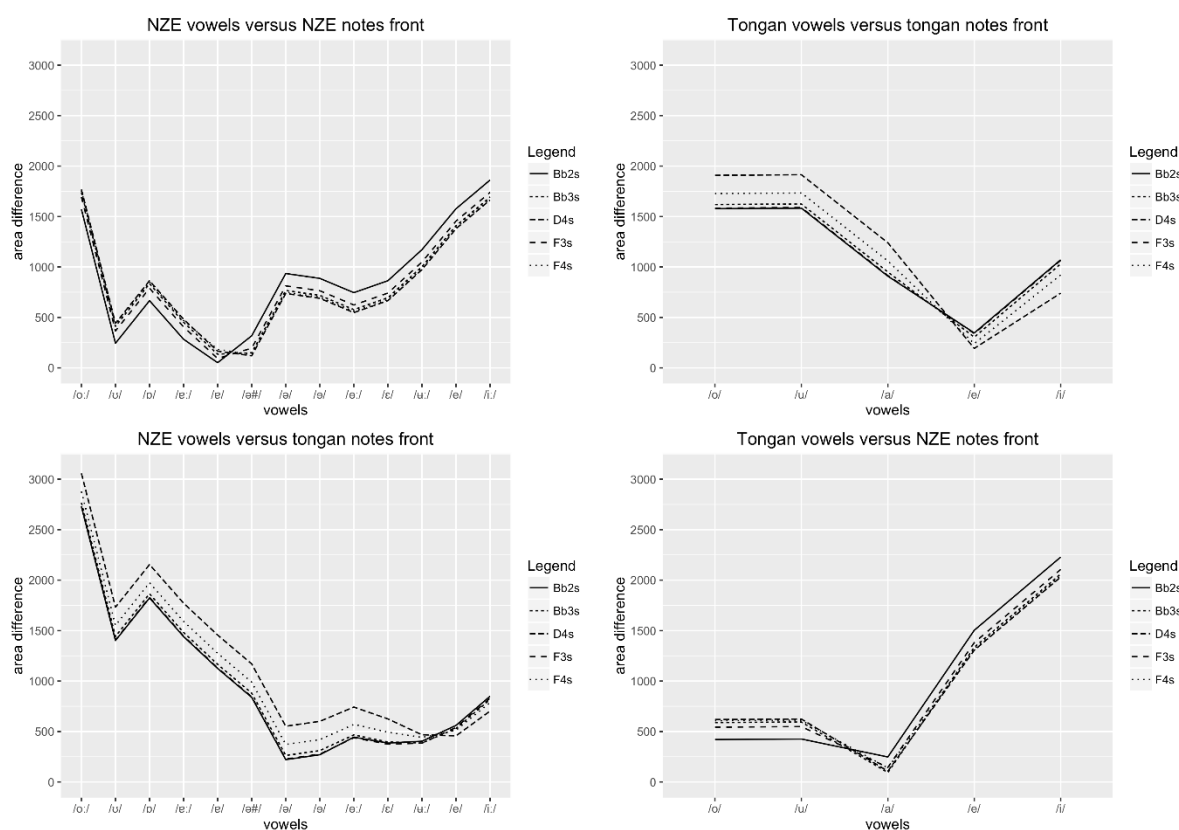 NZE vowels versus NZE notes front
3000
2500
2000
1500
1000
500
0
area difference
/oː/ /ʊ/ /ɒ/ /ɐː/ /ɐ/ /ə#/ /ə/ /ɘ/ /ɵː/ /ɛ/ /ʉː/ /e/ /iː/
vowels
Legend
Bb2s
Bb3s
D4s
F3s
F4s
Tongan vowels versus tongan notes front
3000
2500
2000
1500
1000
500
0
area difference
/o/ /u/ /a/ /e/ /i/
vowels
Legend
Bb2s
Bb3s
D4s
F3s
F4s
NZE vowels versus tongan notes front
3000
2500
2000
1500
1000
500
0
area difference
/oː/ /ʊ/ /ɒ/ /ɐː/ /ɐ/ /ə#/ /ə/ /ɘ/ /ɵː/ /ɛ/ /ʉː/ /e/ /iː/
vowels
Legend
Bb2s
Bb3s
D4s
F3s
F4s
Tongan vowels versus NZE notes front
3000
2500
2000
1500
1000
500
0
area difference
/o/ /u/ /a/ /e/ /i/
vowels
Legend
Bb2s
Bb3s
D4s
F3s
F4s